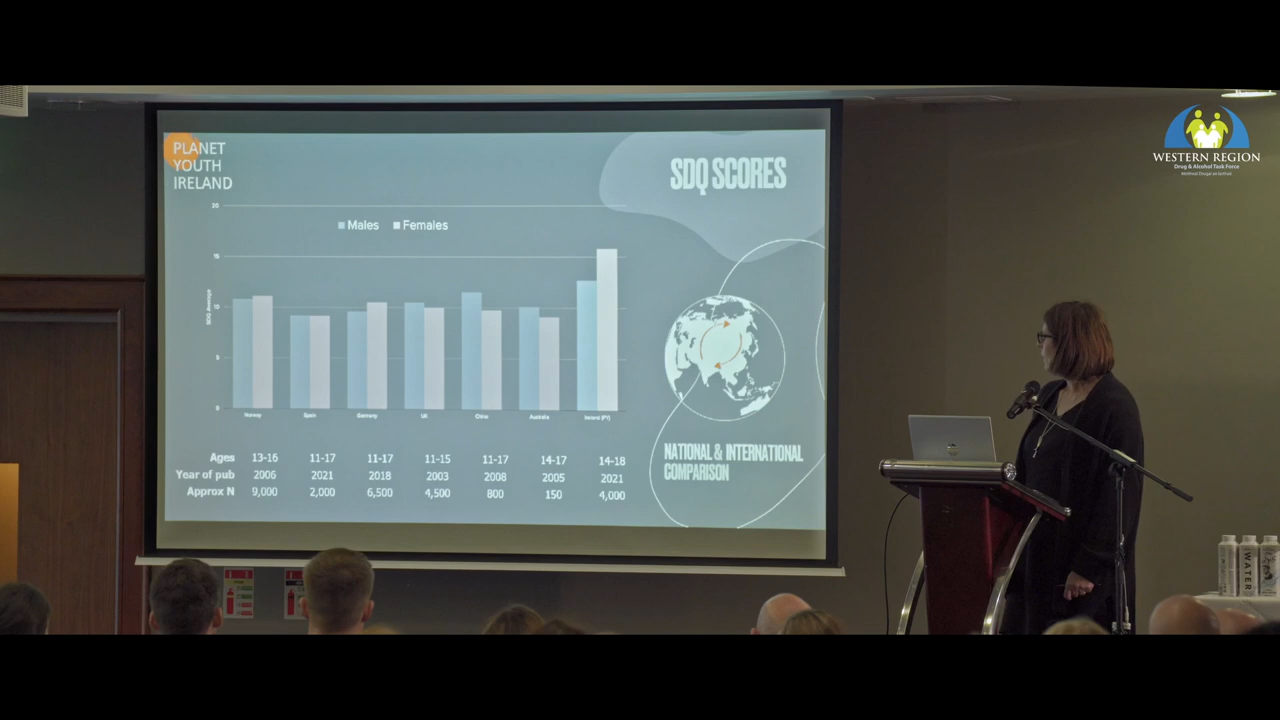 PLANET
YOUTH
IRELAND
SDQ SCORES
Males Females
20
15
10
5
0
SDQ Average
Norway Spain Germany UK China Australia Ireland (PY)
Ages 13-16 11-17 11-17 11-15 11-17 14-17 14-18
Year of pub 2006 2021 2018 2003 2008 2005 2021
Approx N 9,000 2,000 6,500 4,500 800 150 4,000
NATIONAL & INTERNATIONAL
COMPARISON
WESTERN REGION
Drug & Alcohol Task Force
WATER